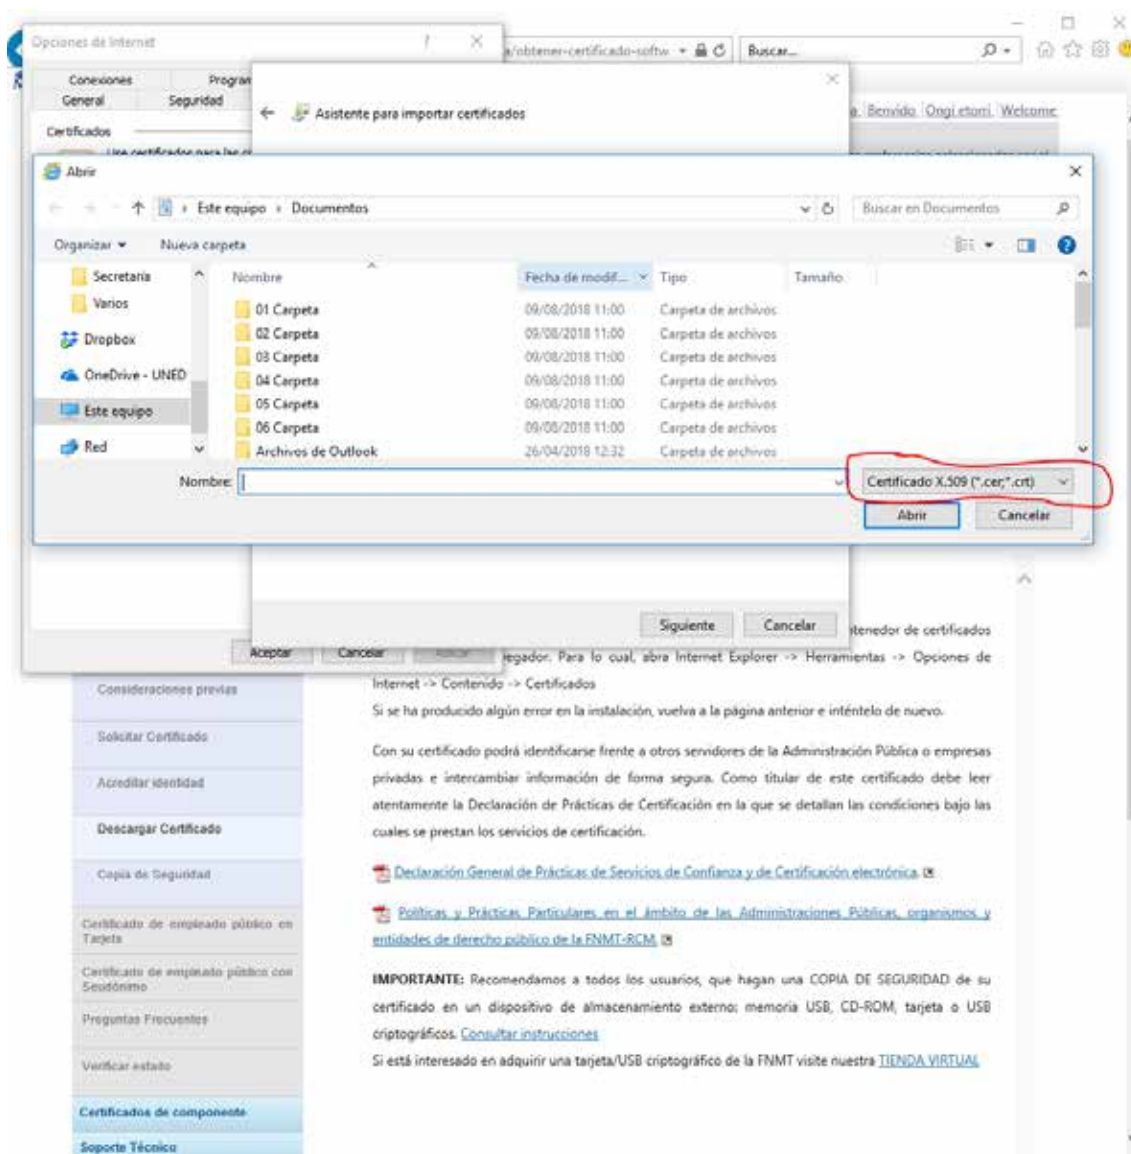 Opciones de Internet
/obtener-certificado-softw
Buscar...
Conexiones
General
Seguridad
Certificados
Asistente para importar certificados
Benvido. Ongi etorri. Welcome
Abrir
Este equipo
Documentos
Buscar en Documentos
Organizar
Nueva carpeta
Secretaría
Varios
Dropbox
OneDrive - UNED
Este equipo
Red
Nombre Fecha de modif... Tipo Tamaño
01 Carpeta 09/08/2018 11:00 Carpeta de archivos
02 Carpeta 09/08/2018 11:00 Carpeta de archivos
03 Carpeta 09/08/2018 11:00 Carpeta de archivos
04 Carpeta 09/08/2018 11:00 Carpeta de archivos
05 Carpeta 09/08/2018 11:00 Carpeta de archivos
06 Carpeta 09/08/2018 11:00 Carpeta de archivos
Archivos de Outlook 26/04/2018 12:32 Carpeta de archivos
Nombre:
Certificado X.509 (*.cer;*.crt)
Abrir Cancelar
Siguiente Cancelar
Aceptar Cancelar
de certificados
abra Internet Explorer -> Herramientas -> Opciones de
Internet -> Contenido -> Certificados
Si se ha producido algún error en la instalación, vuelva a la página anterior e inténtelo de nuevo.
Con su certificado podrá identificarse frente a otros servidores de la Administración Pública o empresas
privadas e intercambiar información de forma segura. Como titular de este certificado debe leer
atentamente la Declaración de Prácticas de Certificación en la que se detallan las condiciones bajo las
cuales se prestan los servicios de certificación.
Declaración General de Prácticas de Servicios de Confianza y de Certificación electrónica.
Políticas y Prácticas Particulares en el ámbito de las Administraciones Públicas, organismos y
entidades de derecho público de la FNMT-RCM.
IMPORTANTE: Recomendamos a todos los usuarios, que hagan una COPIA DE SEGURIDAD de su
certificado en un dispositivo de almacenamiento externo: memoria USB, CD-ROM, tarjeta o USB
criptográficos. Consultar instrucciones
Si está interesado en adquirir una tarjeta/USB criptográfico de la FNMT visite nuestra TIENDA VIRTUAL
Consideraciones previas
Solicitar Certificado
Acreditar identidad
Descargar Certificado
Copia de Seguridad
Certificado de empleado público en
Tarjeta
Certificado de empleado público con
Seudónimo
Preguntas Frecuentes
Verificar estado
Certificados de componente
Soporte Técnico